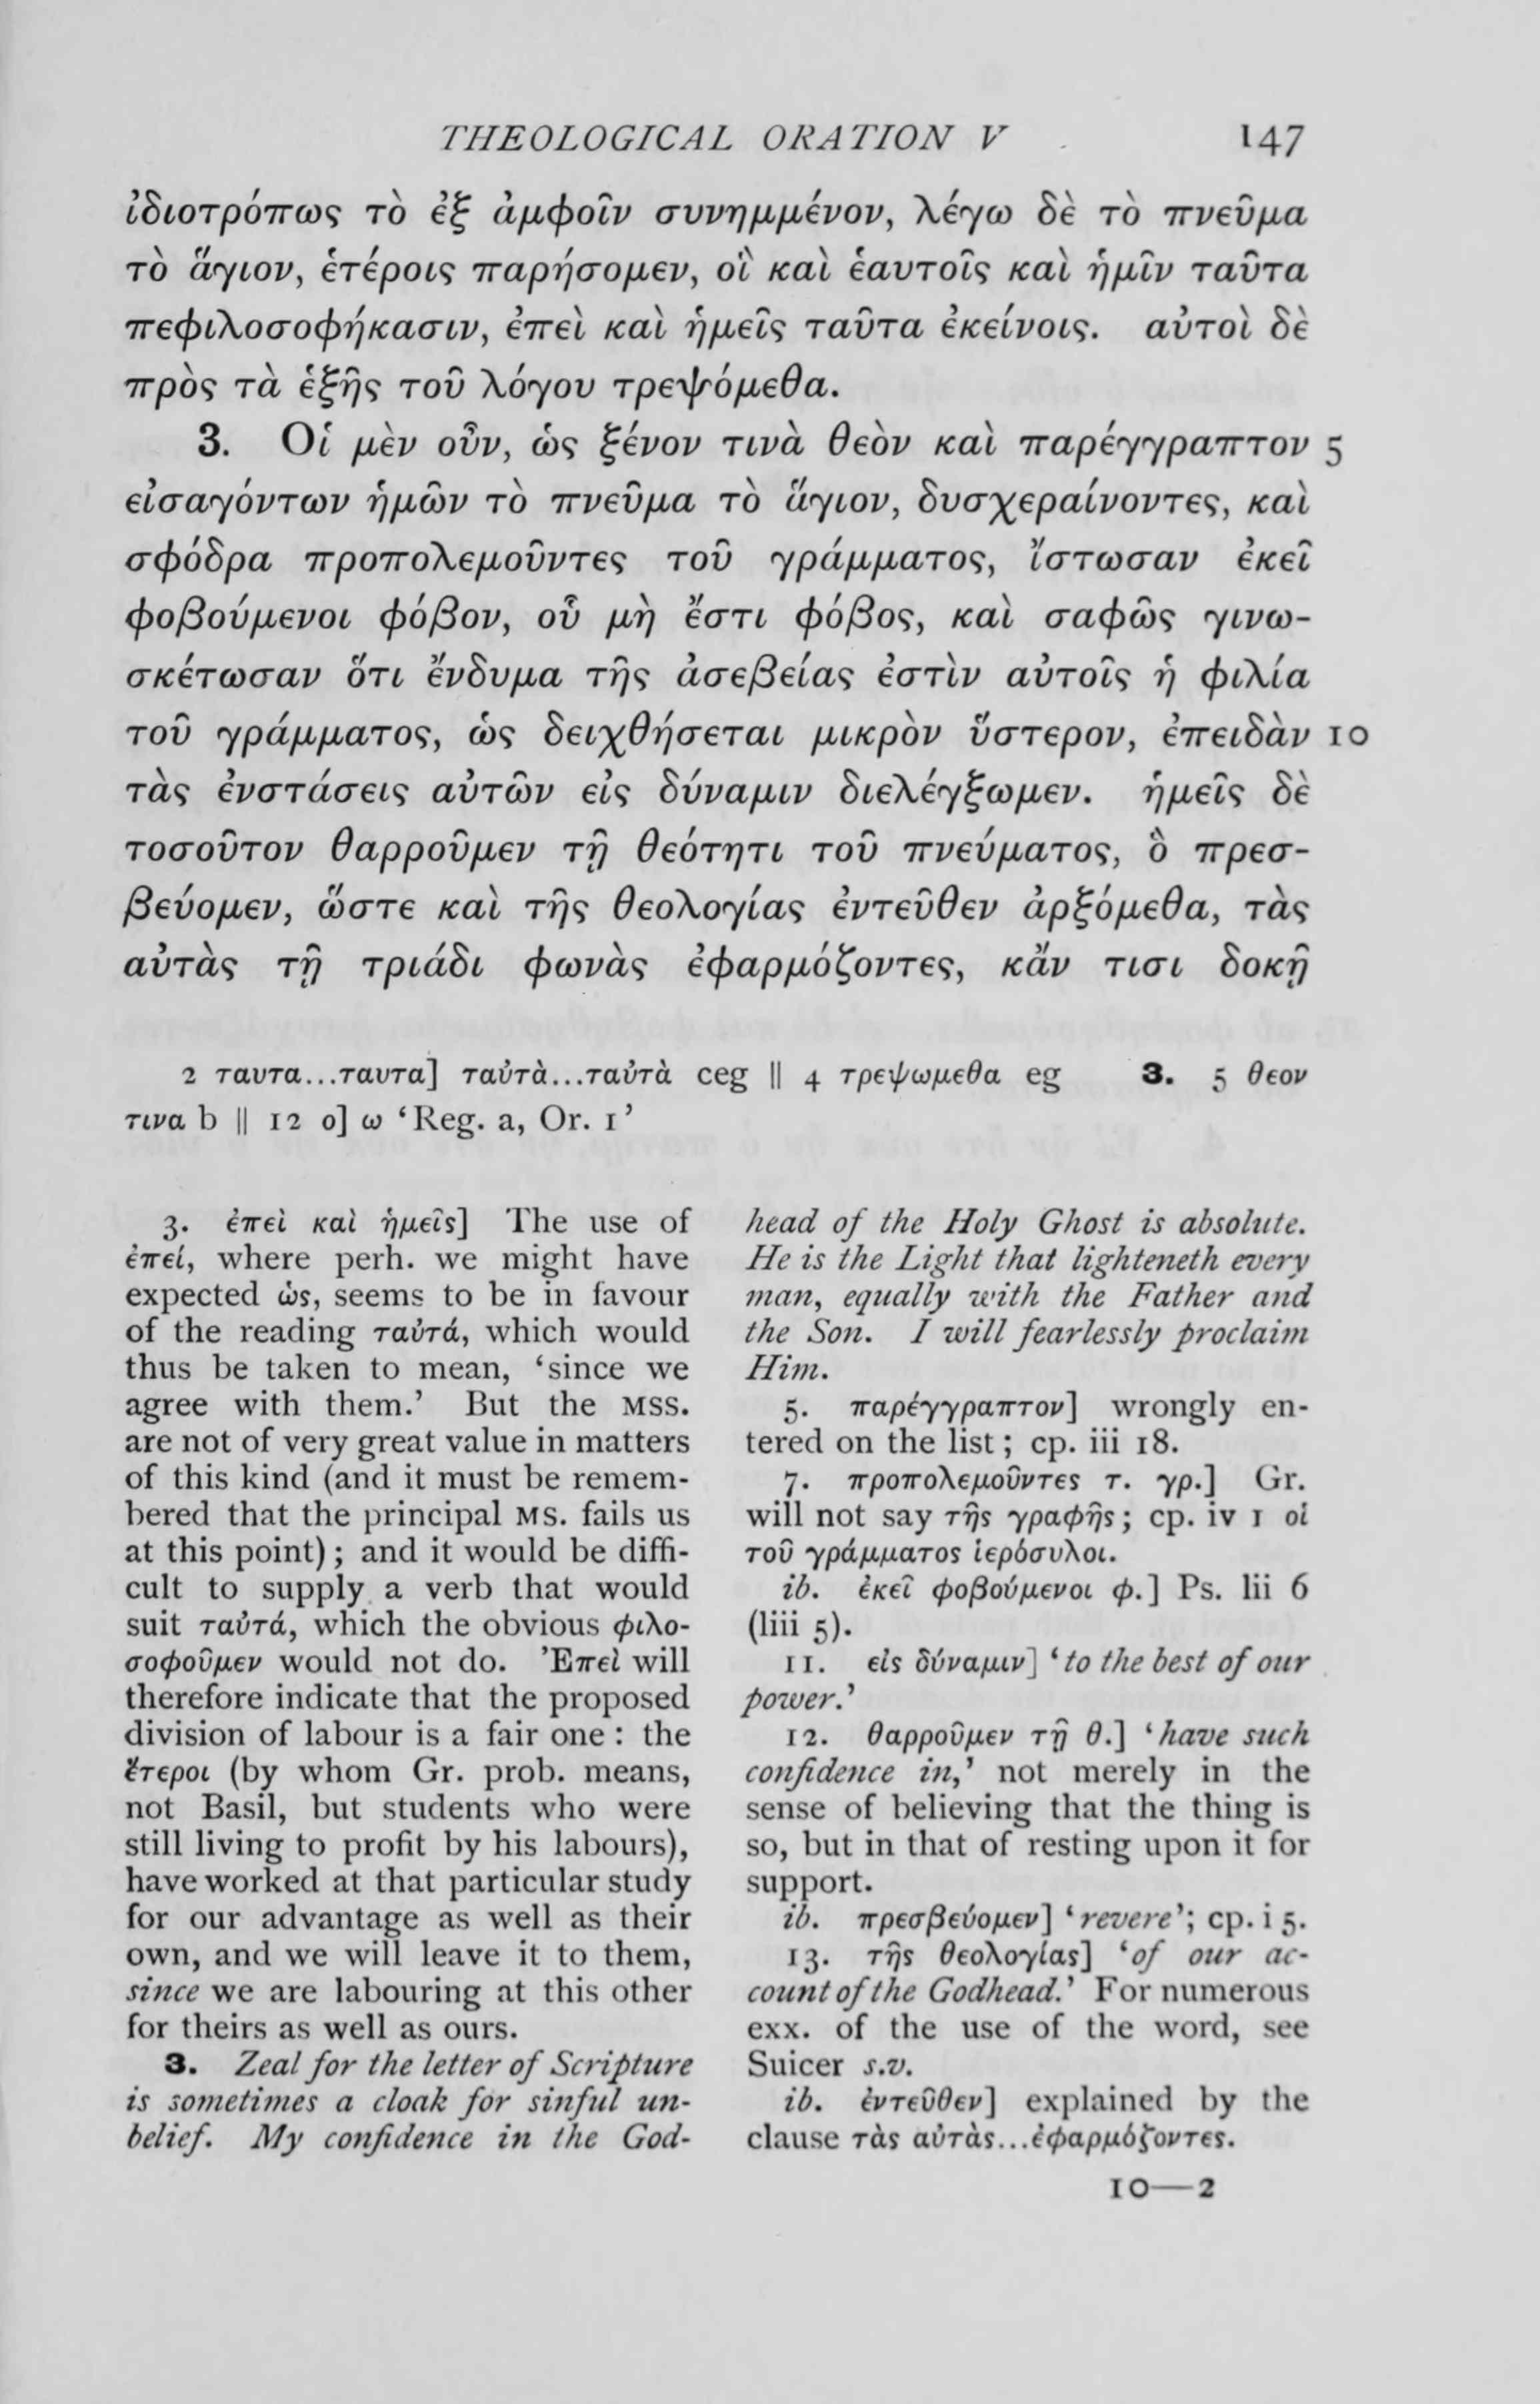 THEOLOGICAL ORATION V 147
ἰδιοτρόπως τὸ ἐξ ἀμφοῖν συνημμένον, λέγω δὲ τὸ πνεῦμα
τὸ ἅγιον, ἑτέροις παρήσομεν, οἳ καὶ ἑαυτοῖς καὶ ἡμῖν ταῦτα
πεφιλοσοφήκασιν, ἐπεὶ καὶ ἡμεῖς ταῦτα ἐκείνοις. αὐτοὶ δὲ
πρὸς τὰ ἑξῆς τοῦ λόγου τρεψόμεθα.
3. Οἱ μὲν οὖν, ὡς ξένον τινὰ θεὸν καὶ παρέγγραπτον 5
εἰσαγόντων ἡμῶν τὸ πνεῦμα τὸ ἅγιον, δυσχεραίνοντες, καὶ
σφόδρα προπολεμοῦντες τοῦ γράμματος, ἴστωσαν ἐκεῖ
φοβούμενοι φόβον, οὗ μὴ ἔστι φόβος, καὶ σαφῶς γινω-
σκέτωσαν ὅτι ἔνδυμα τῆς ἀσεβείας ἐστὶν αὐτοῖς ἡ φιλία
τοῦ γράμματος, ὡς δειχθήσεται μικρὸν ὕστερον, ἐπειδὰν 10
τὰς ἐνστάσεις αὐτῶν εἰς δύναμιν διελέγξωμεν. ἡμεῖς δὲ
τοσοῦτον θαρροῦμεν τῇ θεότητι τοῦ πνεύματος, ὃ πρεσ-
βεύομεν, ὥστε καὶ τῆς θεολογίας ἐντεῦθεν ἀρξόμεθα, τὰς
αὐτὰς τῇ τριάδι φωνὰς ἐφαρμόζοντες, κἄν τισι δοκῇ
2 ταυτα...ταυτα] ταὐτὰ...ταὐτὰ ceg || 4 τρεψωμεθα eg 3. 5 θεον
τινα b || 12 ο] ω ‘Reg. a, Or. 1’
3. ἐπεὶ καὶ ἡμεῖς] The use of
ἐπεί, where perh. we might have
expected ὡς, seems to be in favour
of the reading ταὐτά, which would
thus be taken to mean, ‘since we
agree with them.’ But the MSS.
are not of very great value in matters
of this kind (and it must be remem-
bered that the principal MS. fails us
at this point); and it would be diffi-
cult to supply a verb that would
suit ταὐτά, which the obvious φιλο-
σοφοῦμεν would not do. Ἐπεὶ will
therefore indicate that the proposed
division of labour is a fair one: the
ἕτεροι (by whom Gr. prob. means,
not Basil, but students who were
still living to profit by his labours),
have worked at that particular study
for our advantage as well as their
own, and we will leave it to them,
since we are labouring at this other
for theirs as well as ours.
3. Zeal for the letter of Scripture
is sometimes a cloak for sinful un-
belief. My confidence in the God-
head of the Holy Ghost is absolute.
He is the Light that lighteneth every
man, equally with the Father and
the Son. I will fearlessly proclaim
Him.
5. παρέγγραπτον] wrongly en-
tered on the list; cp. iii 18.
7. προπολεμοῦντες τ. γρ.] Gr.
will not say τῆς γραφῆς; cp. iv 1 οἱ
τοῦ γράμματος ἱερόσυλοι.
ib. ἐκεῖ φοβούμενοι φ.] Ps. lii 6
(liii 5).
11. εἰς δύναμιν] ‘to the best of our
power.’
12. θαρροῦμεν τῇ θ.] ‘have such
confidence in,’ not merely in the
sense of believing that the thing is
so, but in that of resting upon it for
support.
ib. πρεσβεύομεν] ‘revere’; cp. i 5.
13. τῆς θεολογίας] ‘of our ac-
count of the Godhead.’ For numerous
exx. of the use of the word, see
Suicer s.v.
ib. ἐντεῦθεν] explained by the
clause τὰς αὐτὰς...ἐφαρμόζοντες.
10—2